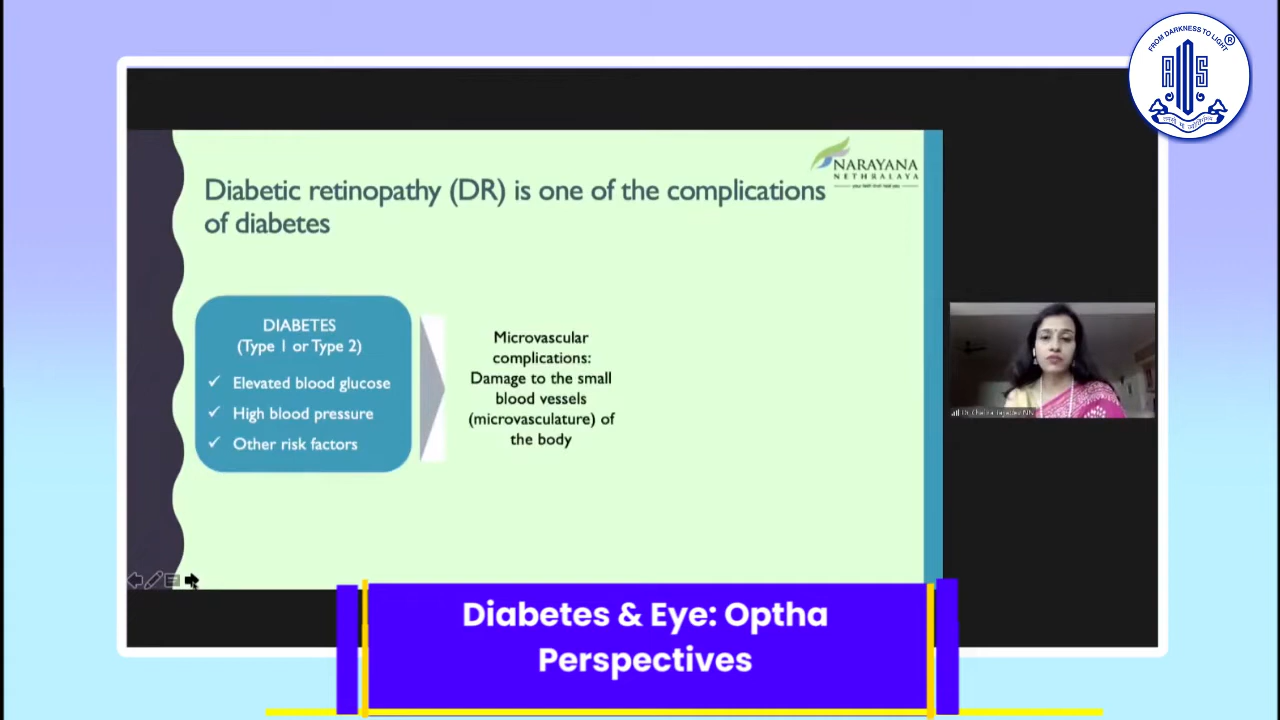 FROM DARKNESS TO LIGHT
®
AIOS
NARAYANA
NETHRALAYA
Diabetic retinopathy (DR) is one of the complications
of diabetes
DIABETES
(Type 1 or Type 2)
✓ Elevated blood glucose
✓ High blood pressure
✓ Other risk factors
Microvascular
complications:
Damage to the small
blood vessels
(microvasculature) of
the body
Diabetes & Eye: Optha
Perspectives